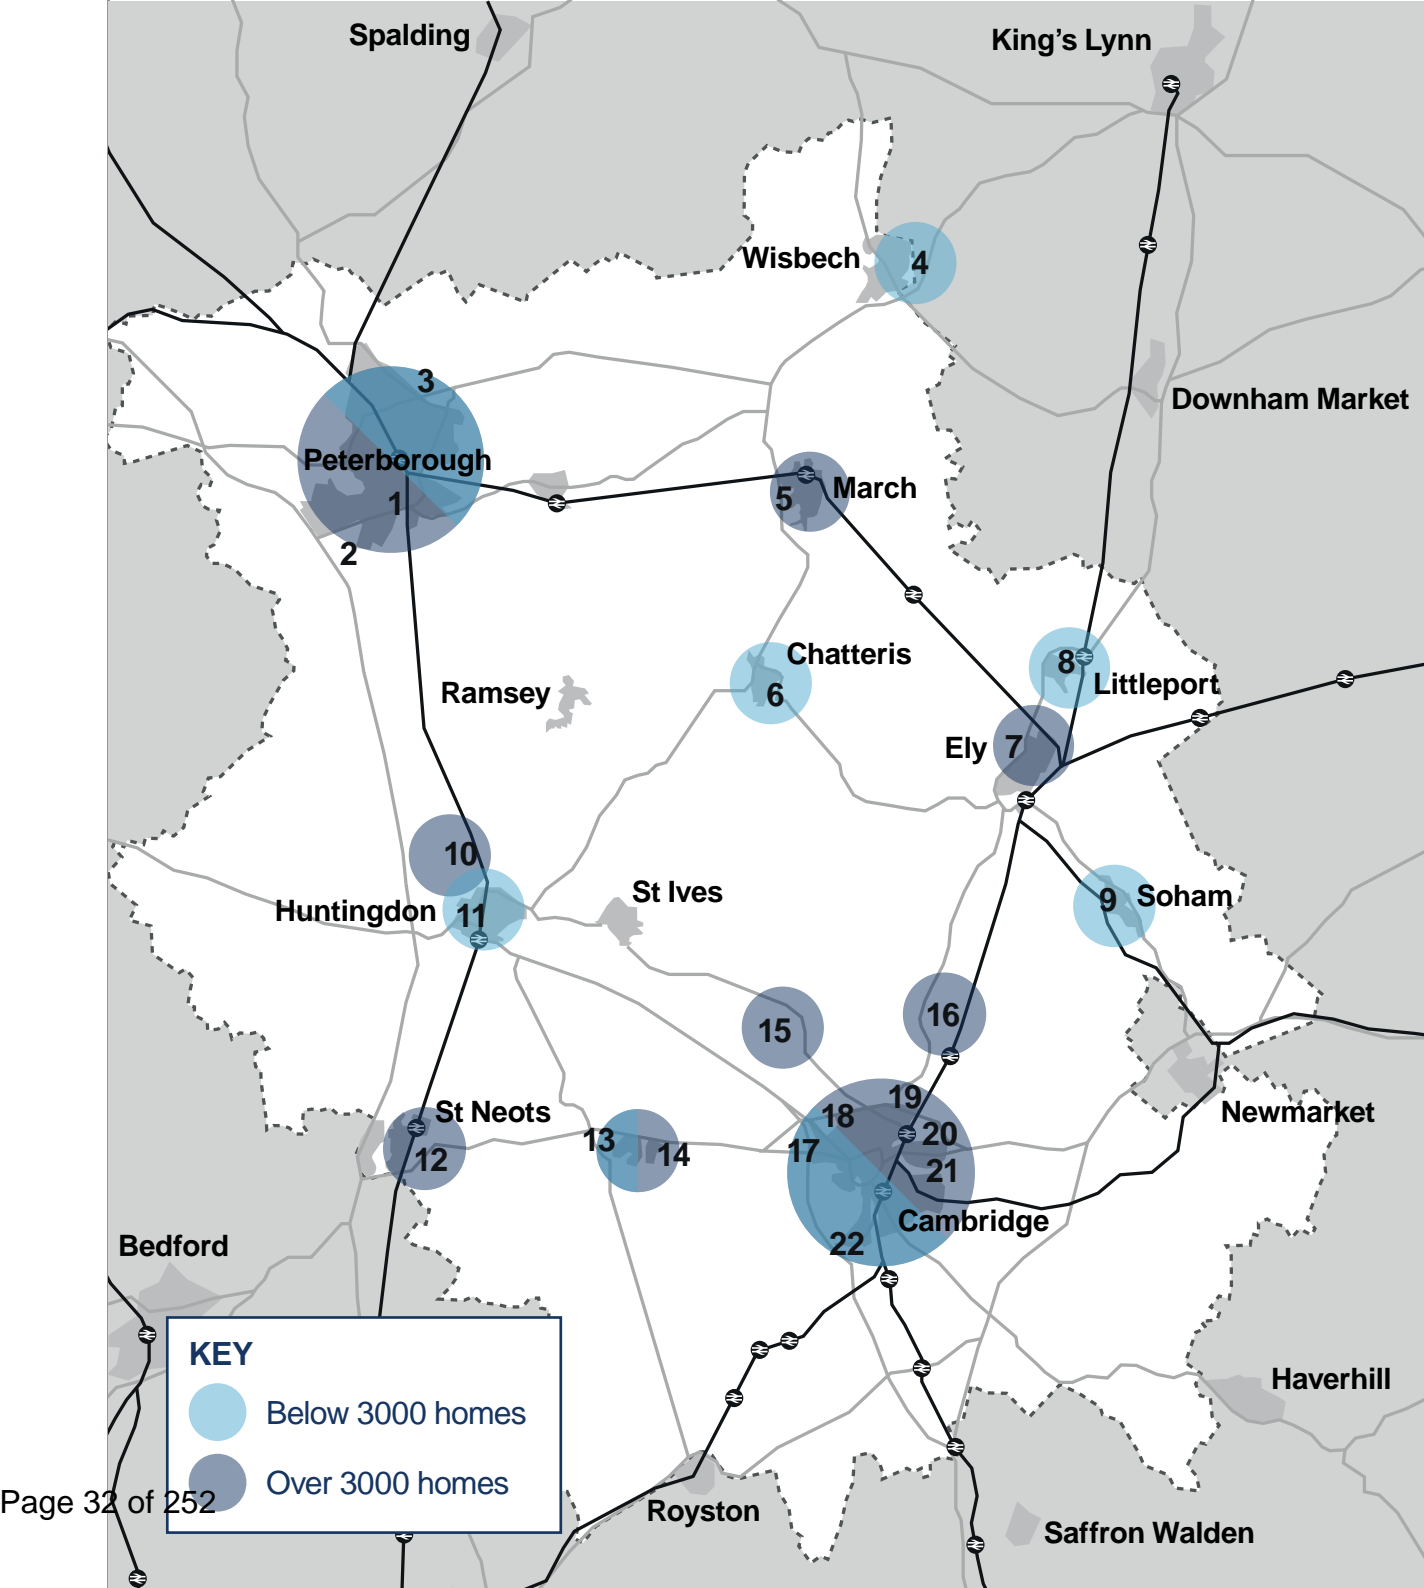 Spalding
King's Lynn
Wisbech
4
3
Downham Market
Peterborough
March
5
1
2
Chatteris
8
Littleport
Ramsey
6
Ely
7
10
Soham
9
St Ives
Huntingdon
11
16
15
19
St Neots
18
Newmarket
20
13
17
14
12
21
Cambridge
22
Bedford
KEY
Haverhill
Below 3000 homes
Over 3000 homes
Page 32 of 252
Royston
Saffron Walden